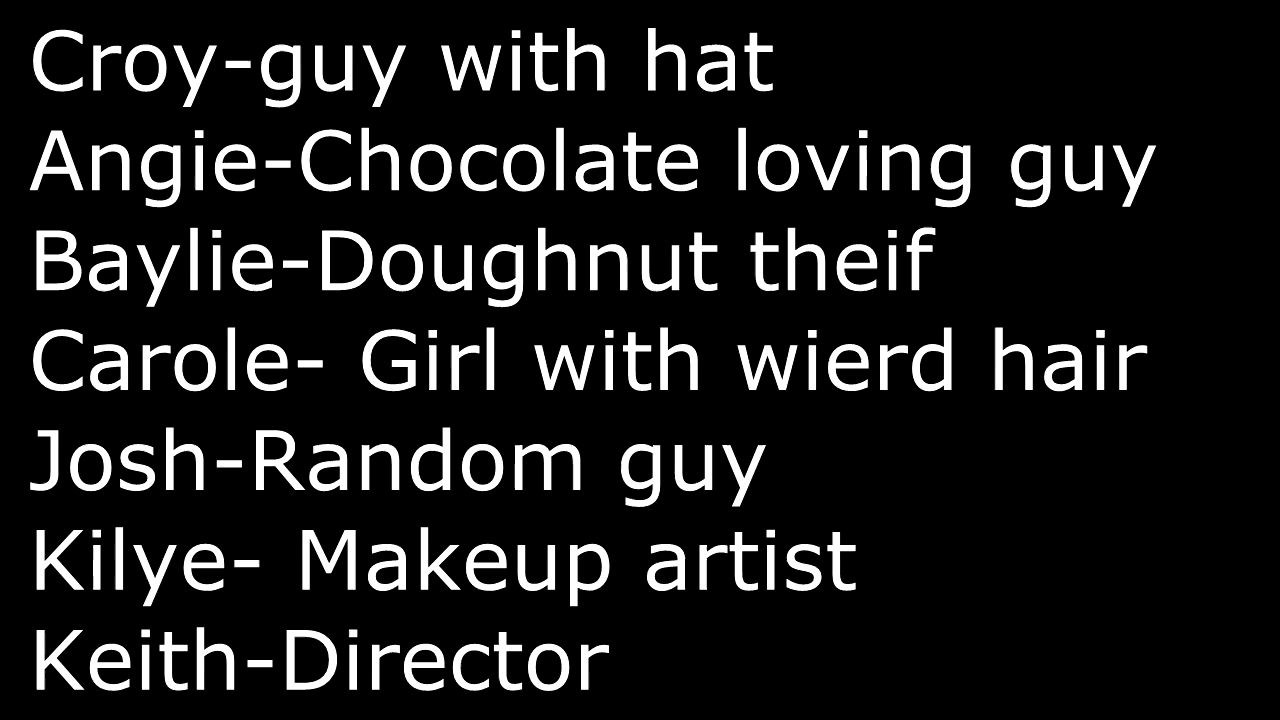 Croy-guy with hat
Angie-Chocolate loving guy
Baylie-Doughnut theif
Carole- Girl with wierd hair
Josh-Random guy
Kilye- Makeup artist
Keith-Director